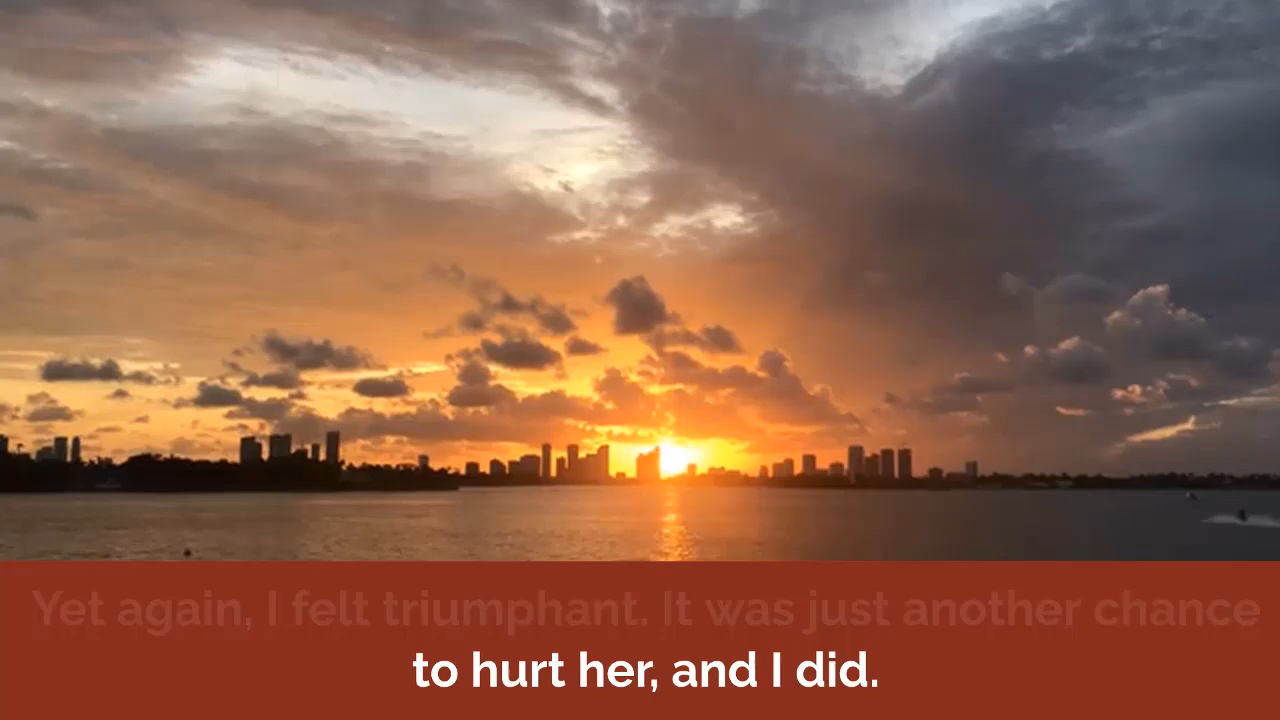 Yet again, I felt triumphant. It was just another chance
to hurt her, and I did.